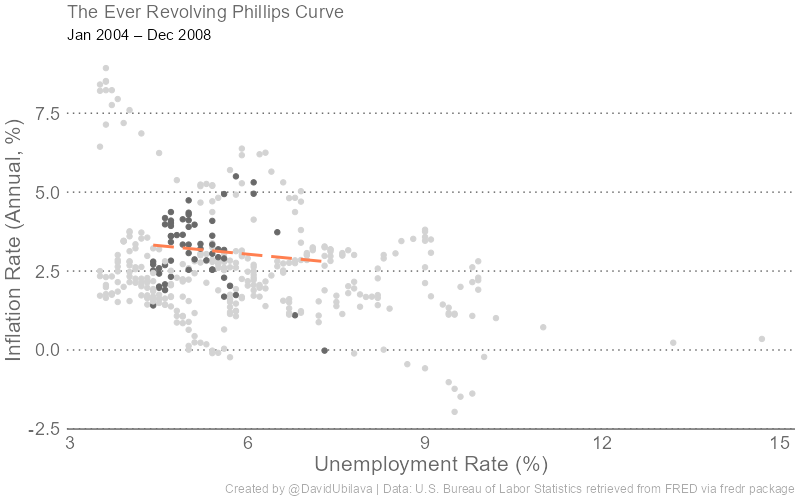 The Ever Revolving Phillips Curve
Jan 2004 – Dec 2008
Inflation Rate (Annual, %)
7.5
5.0
2.5
0.0
-2.5
3 6 9 12 15
Unemployment Rate (%)
Created by @DavidUbilava | Data: U.S. Bureau of Labor Statistics retrieved from FRED via fredr package